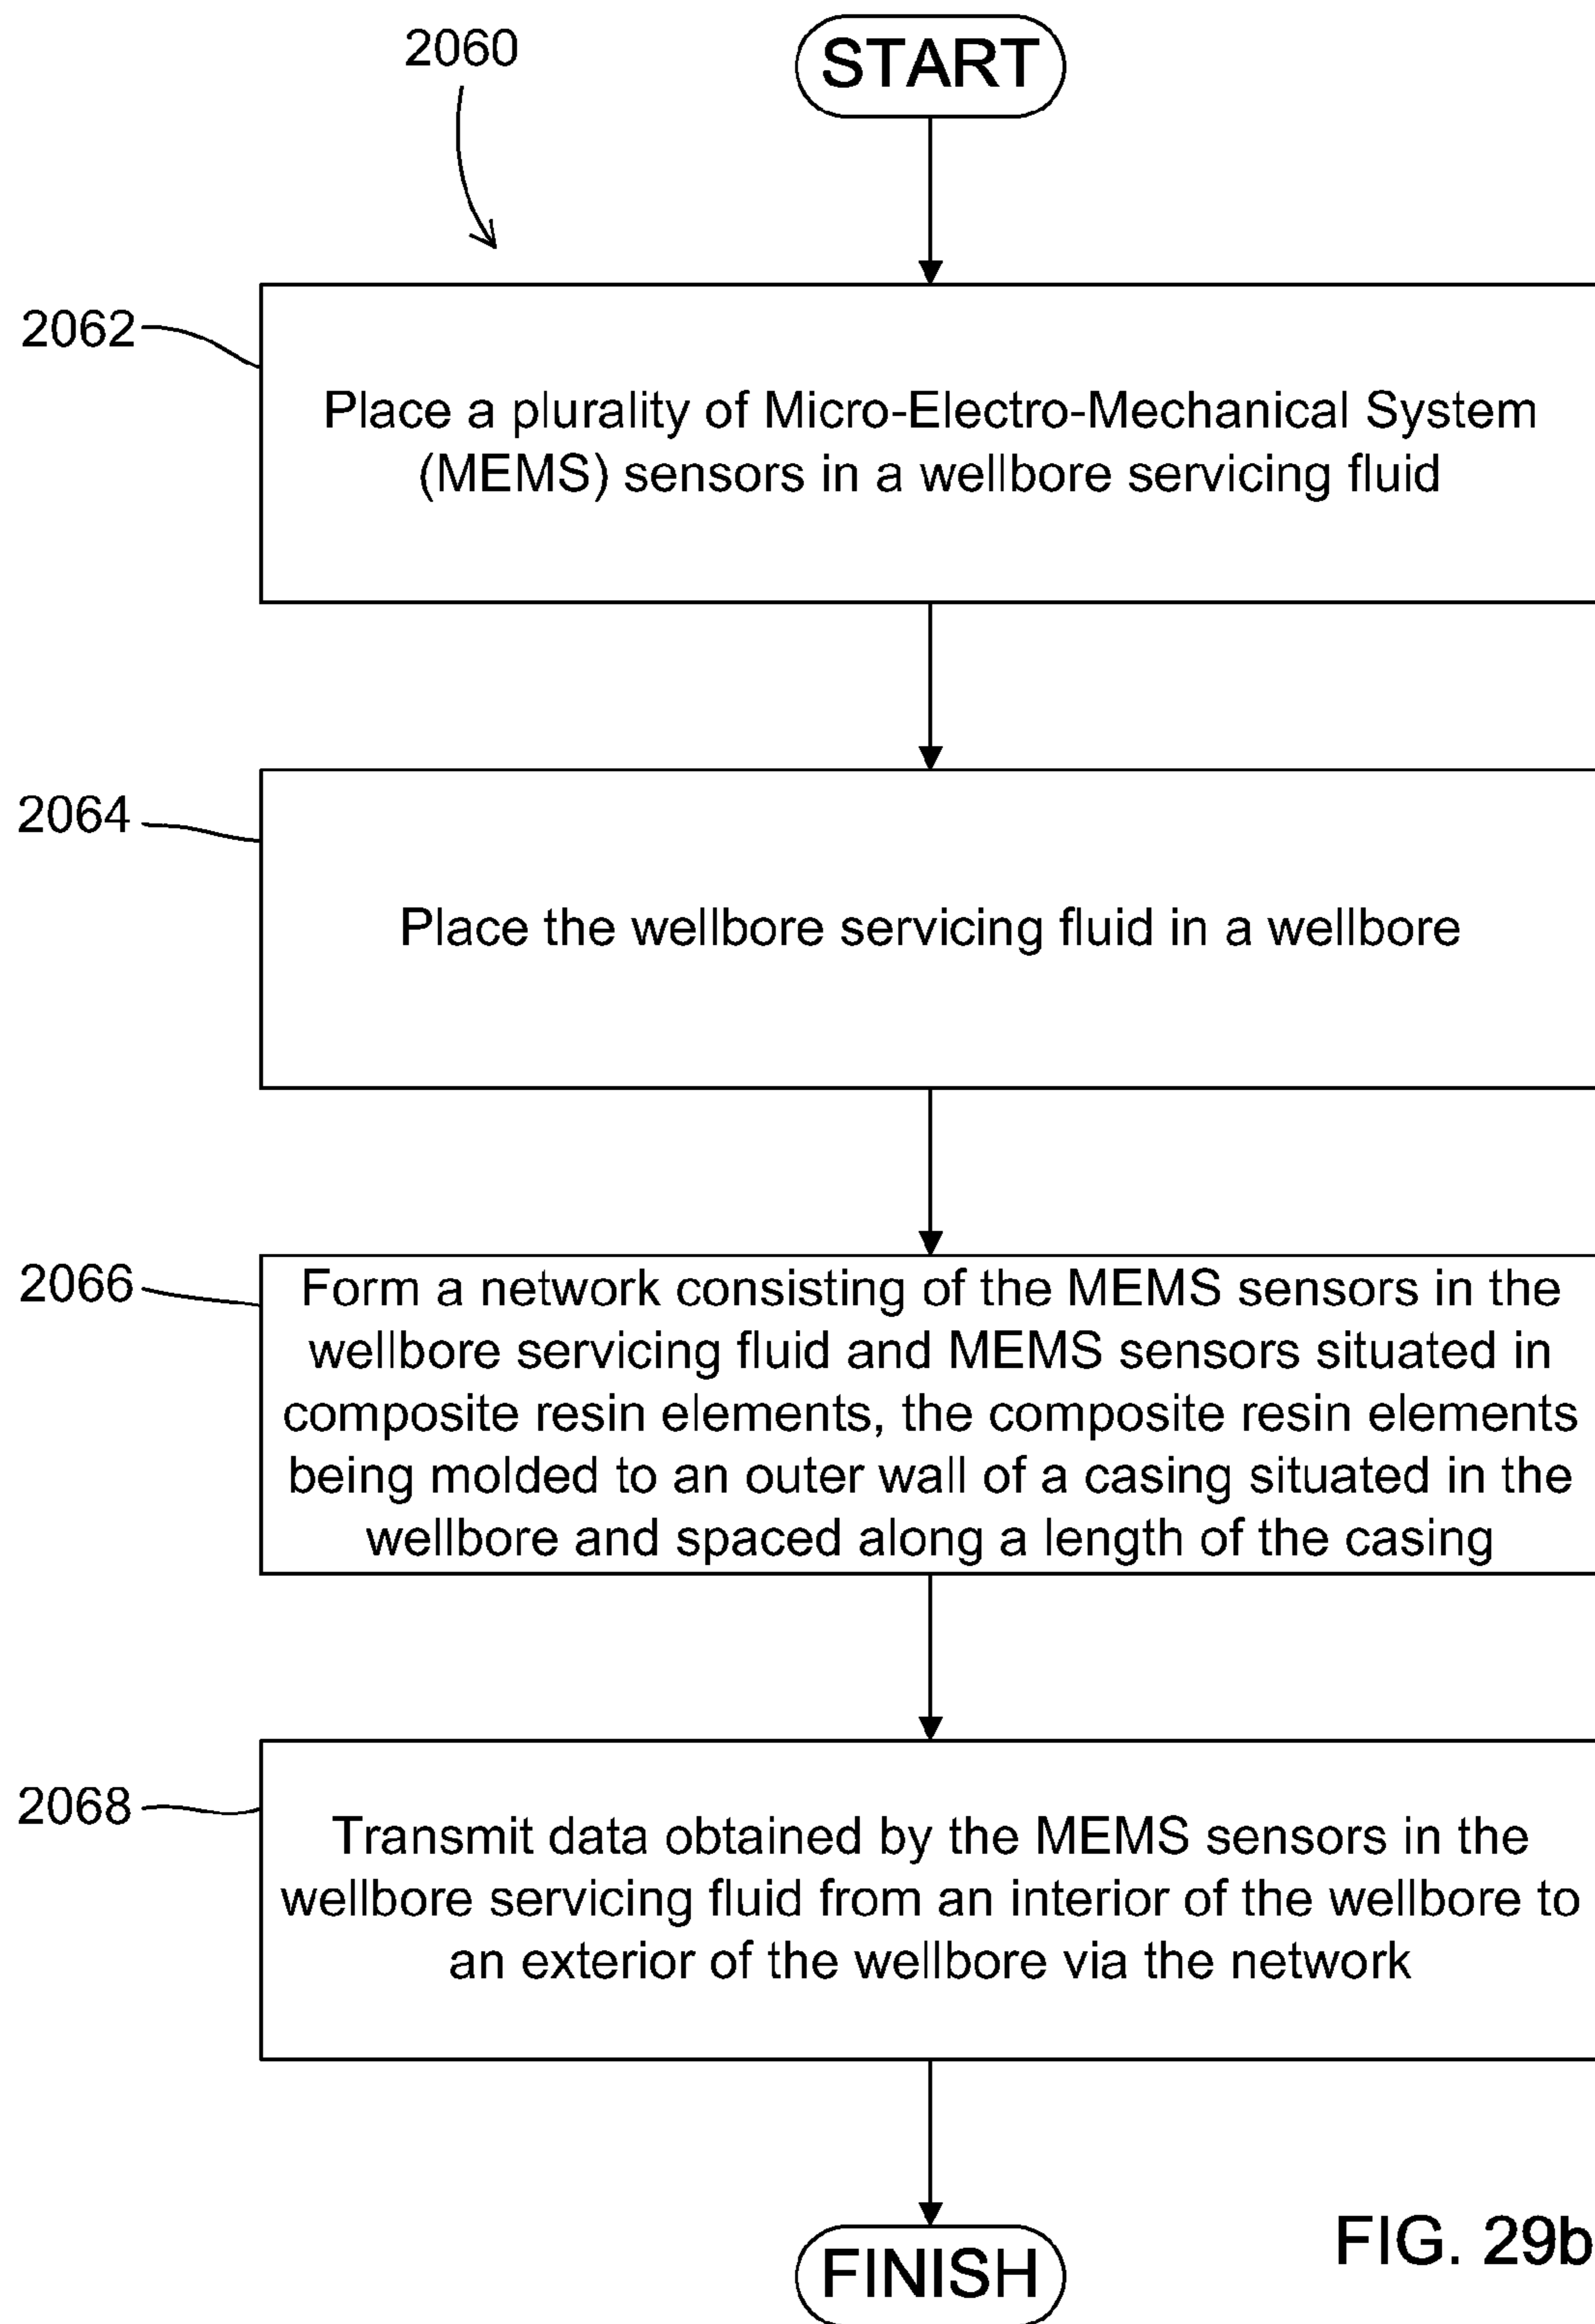 2060
START
2062
Place a plurality of Micro-Electro-Mechanical System
(MEMS) sensors in a wellbore servicing fluid
2064
Place the wellbore servicing fluid in a wellbore
2066
Form a network consisting of the MEMS sensors in the
wellbore servicing fluid and MEMS sensors situated in
composite resin elements, the composite resin elements
being molded to an outer wall of a casing situated in the
wellbore and spaced along a length of the casing
2068
Transmit data obtained by the MEMS sensors in the
wellbore servicing fluid from an interior of the wellbore to
an exterior of the wellbore via the network
FINISH
FIG. 29b